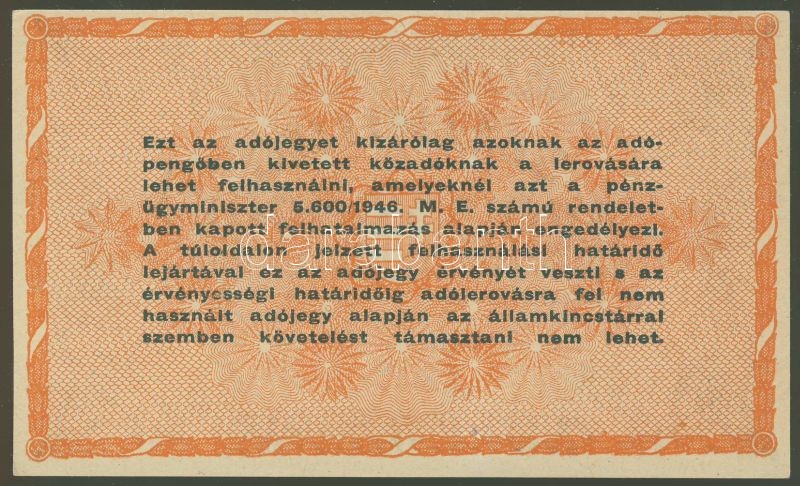 Ezt az adójegyet kizárólag azoknak az adó-
pengőben kivetett közadóknak a lerovására
lehet felhasználni, amelyeknél azt a pénz-
ügyminiszter 5.600/1946. M. E. számú rendelet-
ben kapott felhatalmazás alapján engedélyezi.
A túloldalon jelzett felhasználási határidő
lejártával ez az adójegy érvényét veszti s az
érvényességi határidőig adólerovásra fel nem
használt adójegy alapján az államkincstárral
szemben követelést támasztani nem lehet.
darabanth